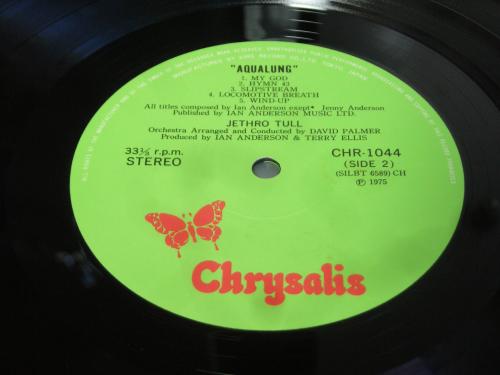 "AQUALUNG"
1. MY GOD
2. HYMN 43
3. SLIPSTREAM
4. LOCOMOTIVE BREATH
5. WIND-UP
All titles composed by Ian Anderson exept* Jenny Anderson
Published by IAN ANDERSON MUSIC LTD.
JETHRO TULL
Orchestra Arranged and Conducted by DAVID PALMER
Produced by IAN ANDERSON & TERRY ELLIS
33⅓ r.p.m.
STEREO
CHR-1044
(SIDE 2)
(SILBT 6589) CH
Ⓟ 1975
Chrysalis